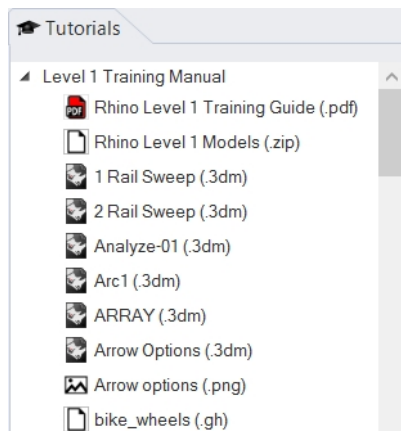 Tutorials
Level 1 Training Manual
PDF
Rhino Level 1 Training Guide (.pdf)
Rhino Level 1 Models (.zip)
1 Rail Sweep (.3dm)
2 Rail Sweep (.3dm)
Analyze-01 (.3dm)
Arc1 (.3dm)
ARRAY (.3dm)
Arrow Options (.3dm)
Arrow options (.png)
bike_wheels (.gh)